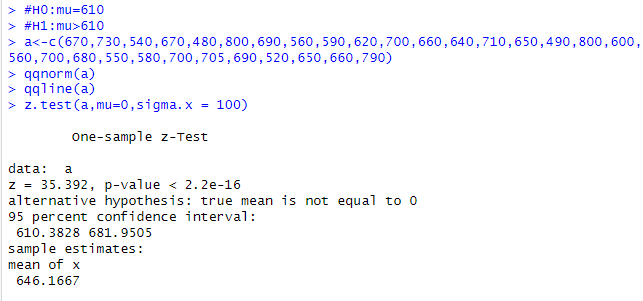 > #H0:mu=610
> #H1:mu>610
> a<-c(670,730,540,670,480,800,690,560,590,620,700,660,640,710,650,490,800,600,
560,700,680,550,580,700,705,690,520,650,660,790)
> qqnorm(a)
> qqline(a)
> z.test(a,mu=0,sigma.x = 100)
One-sample z-Test
data:  a
z = 35.392, p-value < 2.2e-16
alternative hypothesis: true mean is not equal to 0
95 percent confidence interval:
610.3828 681.9505
sample estimates:
mean of x
646.1667